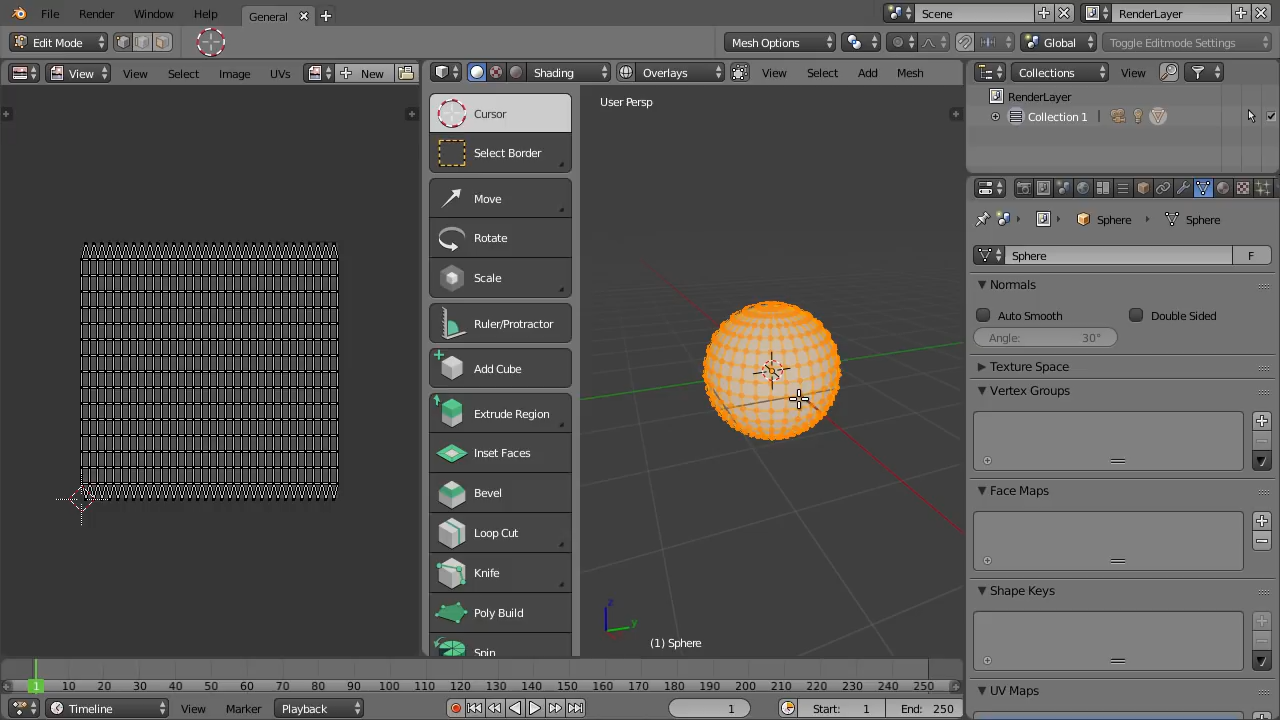 File Render Window Help General Scene RenderLayer
Edit Mode Mesh Options Global Toggle Editmode Settings
View View Select Image UVs New Shading Overlays View Select Add Mesh Collections View
User Persp
RenderLayer
Collection 1
Cursor
Select Border
Move
Rotate
Scale
Ruler/Protractor
Add Cube
Extrude Region
Inset Faces
Bevel
Loop Cut
Knife
Poly Build
Spin
z
y
(1) Sphere
Sphere Sphere
Sphere F
Normals
Auto Smooth Double Sided
Angle: 30°
Texture Space
Vertex Groups
Face Maps
Shape Keys
UV Maps
1 10 20 30 40 50 60 70 80 90 100 110 120 130 140 150 160 170 180 190 200 210 220 230 240 250
Timeline View Marker Playback 1 Start: 1 End: 250